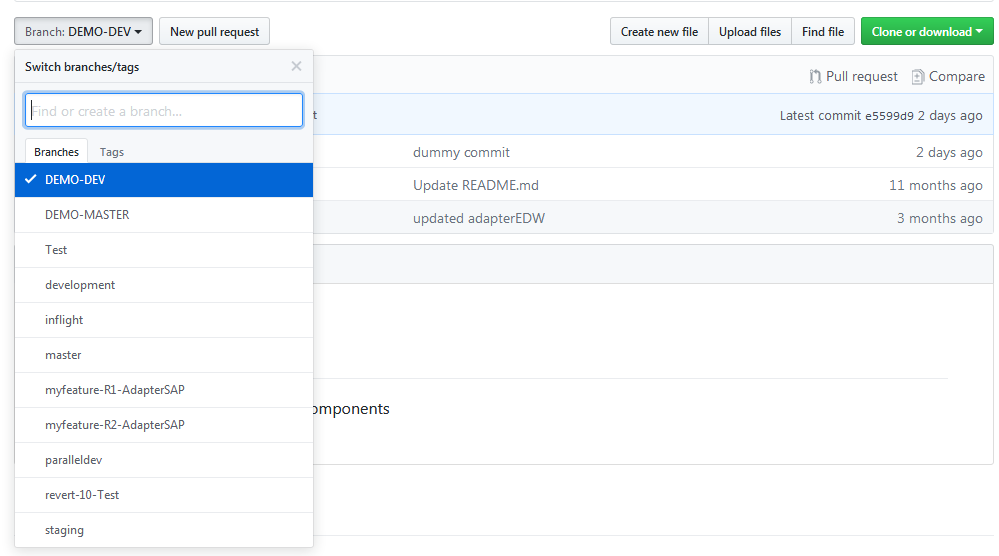 Branch: DEMO-DEV New pull request Create new file Upload files Find file Clone or download
Switch branches/tags ×
Pull request Compare
Find or create a branch...
Latest commit e5599d9 2 days ago
Branches Tags
dummy commit 2 days ago
DEMO-DEV
Update README.md 11 months ago
DEMO-MASTER
updated adapterEDW 3 months ago
Test
development
inflight
master
myfeature-R1-AdapterSAP
omponents
myfeature-R2-AdapterSAP
paralleldev
revert-10-Test
staging